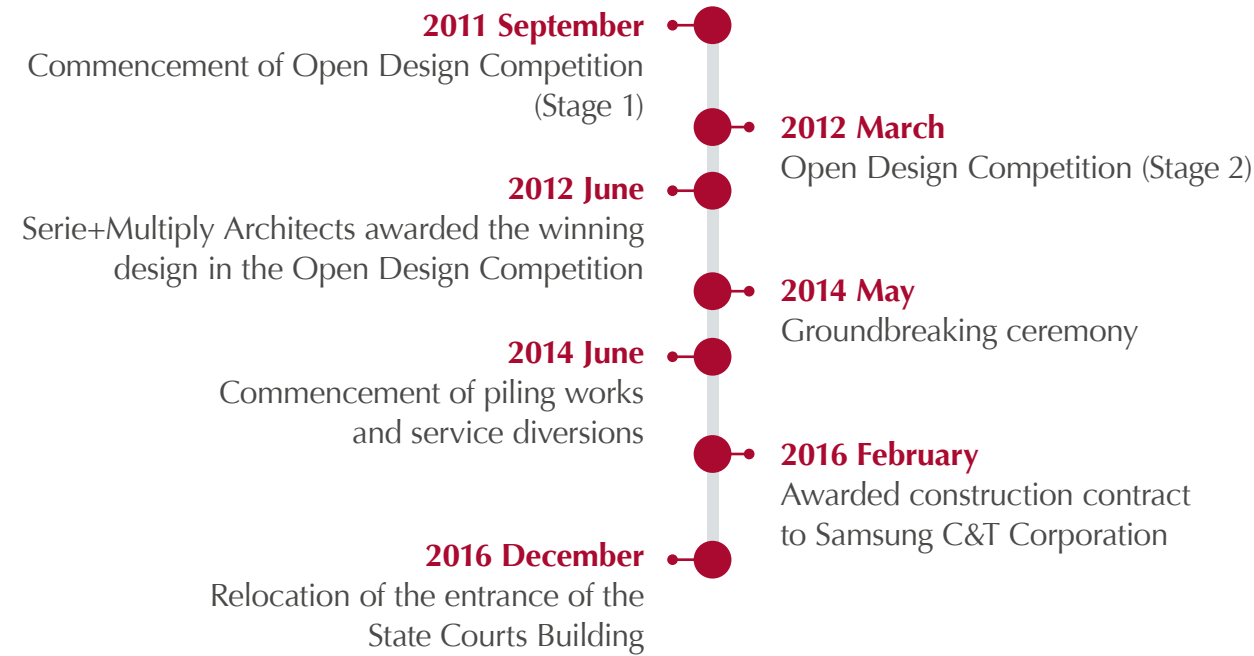 2011 September
Commencement of Open Design Competition
(Stage 1)
2012 March
Open Design Competition (Stage 2)
2012 June
Serie+Multiply Architects awarded the winning
design in the Open Design Competition
2014 May
Groundbreaking ceremony
2014 June
Commencement of piling works
and service diversions
2016 February
Awarded construction contract
to Samsung C&T Corporation
2016 December
Relocation of the entrance of the
State Courts Building